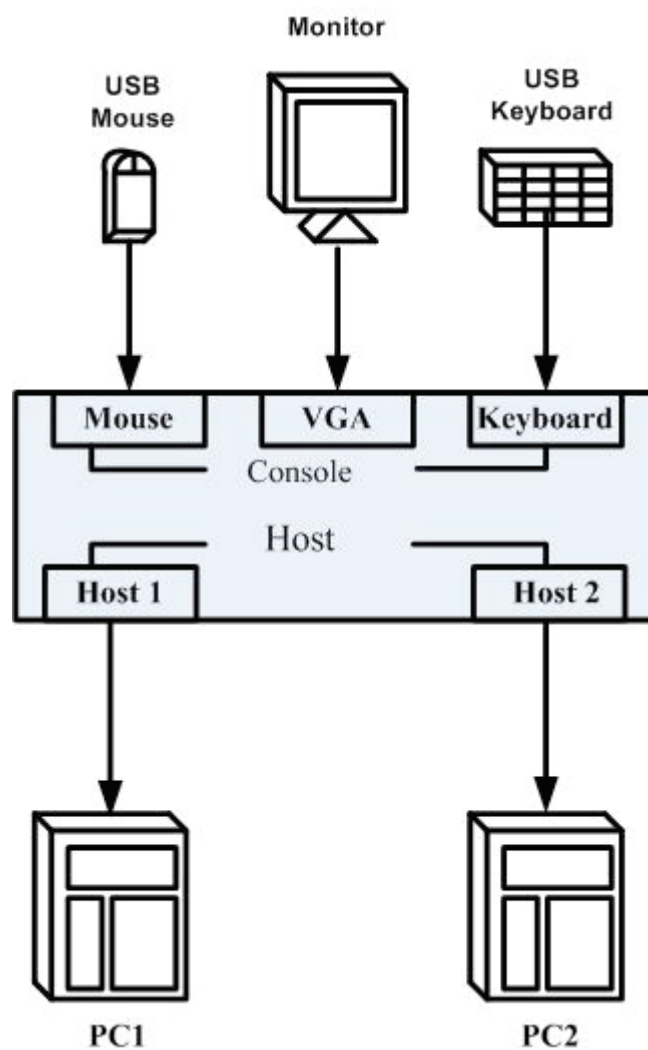 Monitor
USB
Mouse
USB
Keyboard
Mouse
VGA
Keyboard
Console
Host
Host 1
Host 2
PC1
PC2